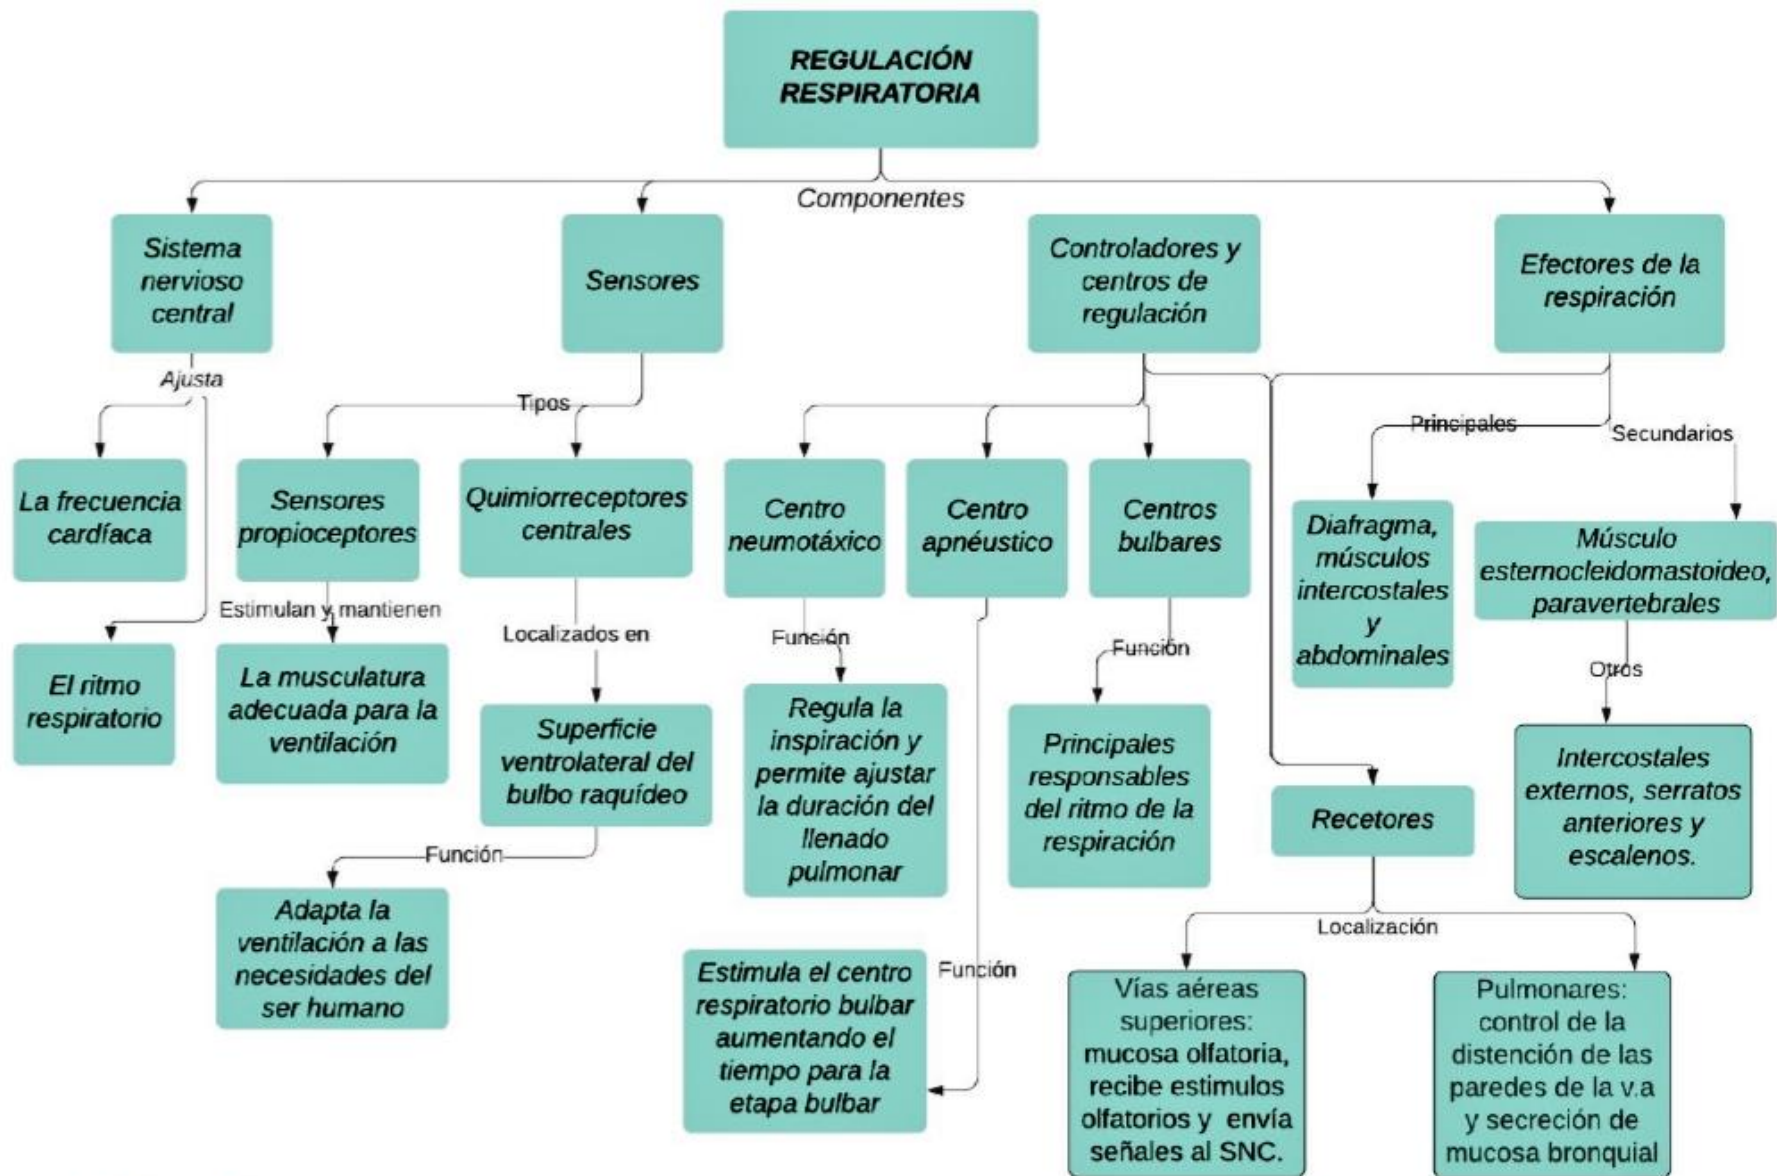 REGULACIÓN
RESPIRATORIA
Componentes
Sistema
nervioso
central
Sensores
Controladores y
centros de
regulación
Efectores de la
respiración
Ajusta
Tipos
Principales
Secundarios
La frecuencia
cardíaca
Sensores
propioceptores
Quimiorreceptores
centrales
Centro
neumotáxico
Centro
apnéustico
Centros
bulbares
Diafragma,
músculos
intercostales
y
abdominales
Músculo
esternocleidomastoideo,
paravertebrales
Estimulan y mantienen
Localizados en
Función
Función
Otros
El ritmo
respiratorio
La musculatura
adecuada para la
ventilación
Superficie
ventrolateral del
bulbo raquídeo
Regula la
inspiración y
permite ajustar
la duración del
llenado
pulmonar
Principales
responsables
del ritmo de la
respiración
Recetores
Intercostales
externos, serratos
anteriores y
escalenos.
Función
Adapta la
ventilación a las
necesidades del
ser humano
Estimula el centro
respiratorio bulbar
aumentando el
tiempo para la
etapa bulbar
Función
Localización
Vías aéreas
superiores:
mucosa olfatoria,
recibe estimulos
olfatorios y envía
señales al SNC.
Pulmonares:
control de la
distención de las
paredes de la v.a
y secreción de
mucosa bronquial